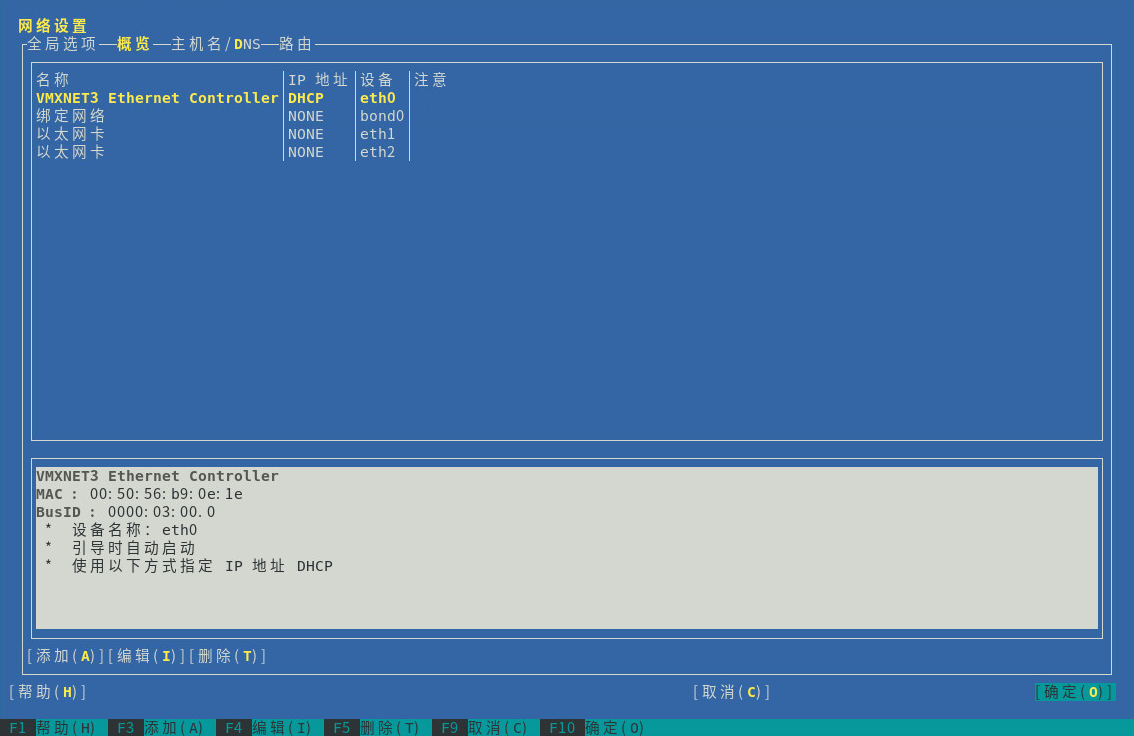 网络设置
全局选项 概览 主机名/DNS 路由
名称 IP 地址 设备 注意
VMXNET3 Ethernet Controller DHCP eth0
绑定网络 NONE bond0
以太网卡 NONE eth1
以太网卡 NONE eth2
VMXNET3 Ethernet Controller
MAC : 00:50:56:b9:0e:1e
BusID : 0000:03:00.0
* 设备名称: eth0
* 引导时自动启动
* 使用以下方式指定 IP 地址 DHCP
[添加(A)][编辑(I)][删除(T)]
[帮助(H)] [取消(C)] [确定(O)]
F1 帮助(H) F3 添加(A) F4 编辑(I) F5 删除(T) F9 取消(C) F10 确定(O)